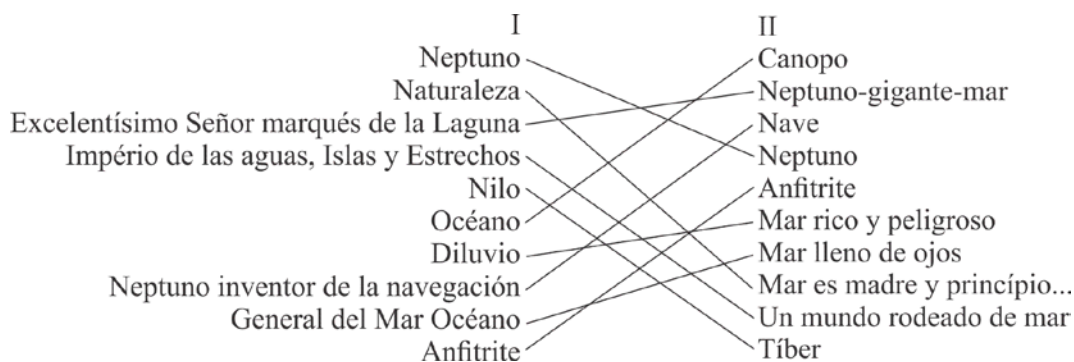 I
Neptuno
Naturaleza
Excelentísimo Señor marqués de la Laguna
Império de las aguas, Islas y Estrechos
Nilo
Océano
Diluvio
Neptuno inventor de la navegación
General del Mar Océano
Anfitrite
II
Canopo
Neptuno-gigante-mar
Nave
Neptuno
Anfitrite
Mar rico y peligroso
Mar lleno de ojos
Mar es madre y princípio...
Un mundo rodeado de mar
Tíber